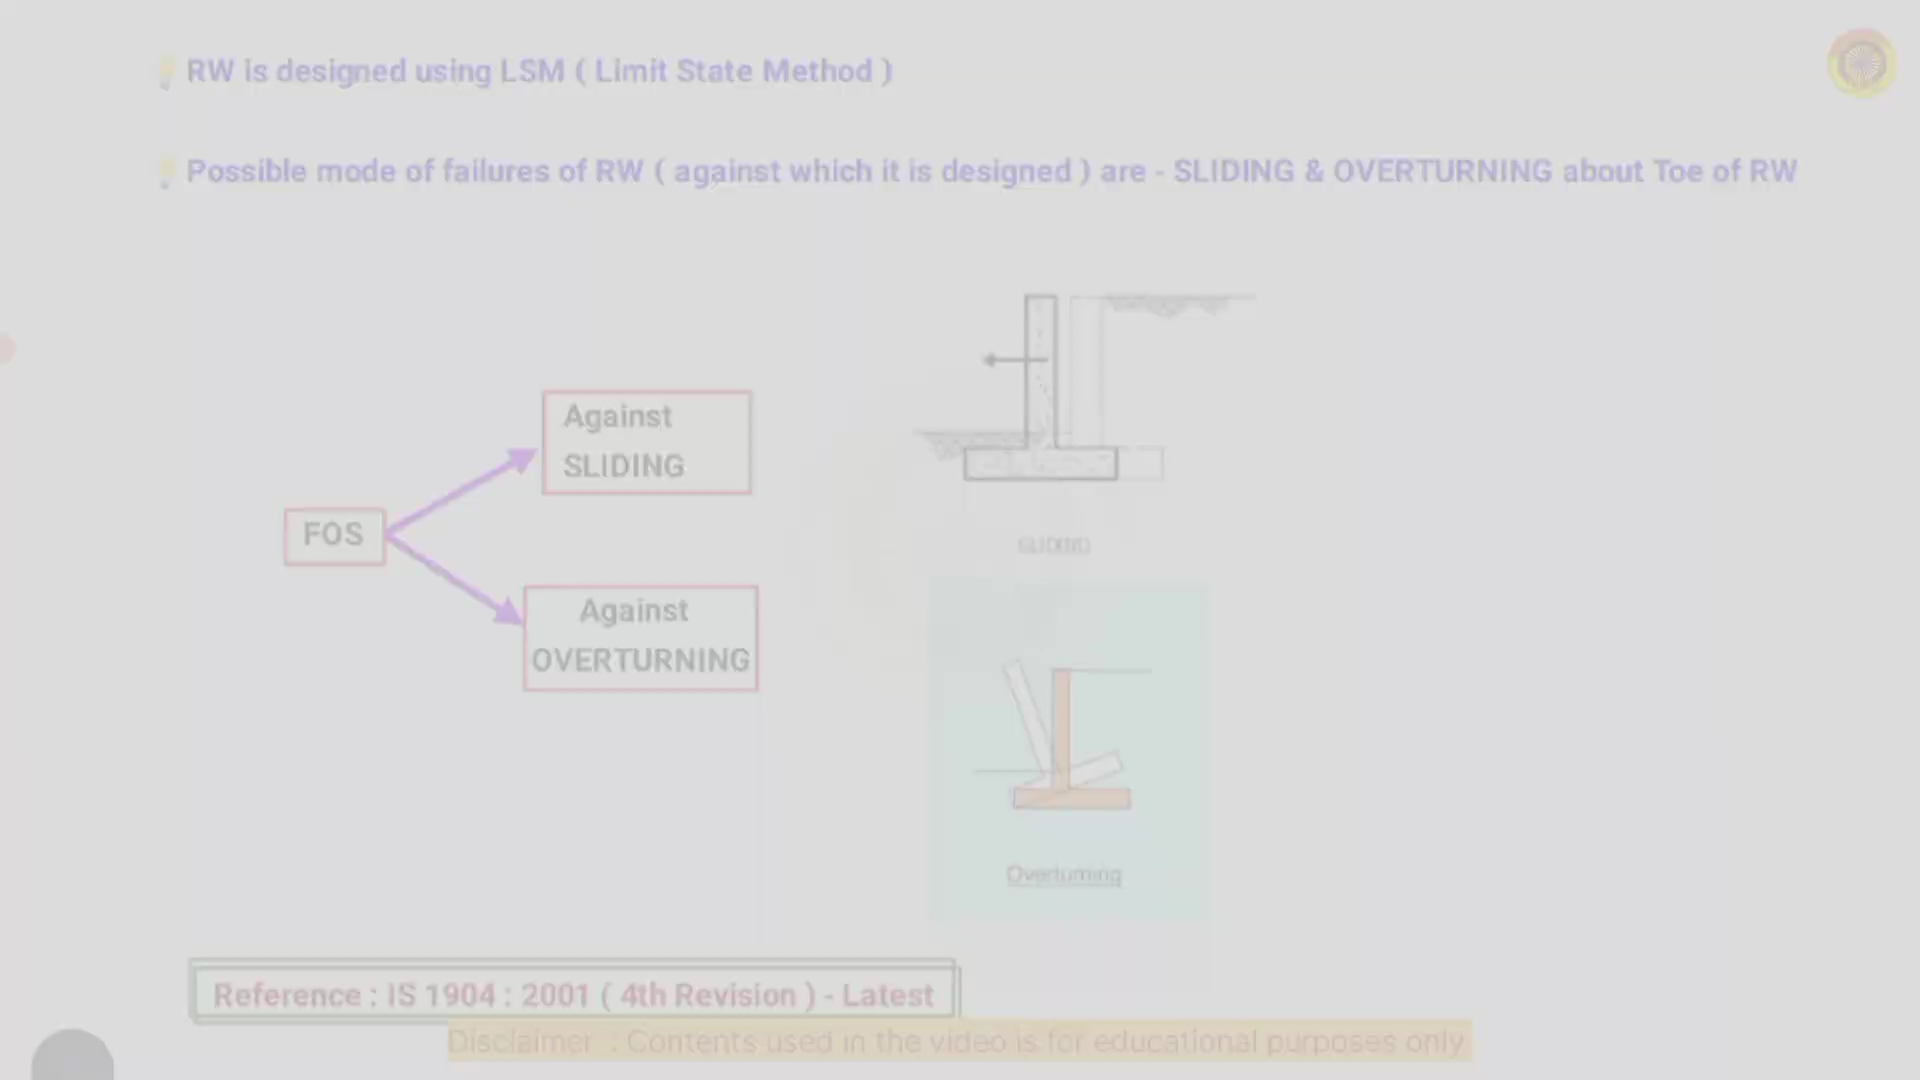 RW is designed using LSM ( Limit State Method )
Possible mode of failures of RW ( against which it is designed ) are - SLIDING & OVERTURNING about Toe of RW
Against
SLIDING
FOS
SLIDING
Against
OVERTURNING
Overturning
Reference : IS 1904 : 2001 ( 4th Revision ) - Latest
Disclaimer : Contents used in the video is for educational purposes only